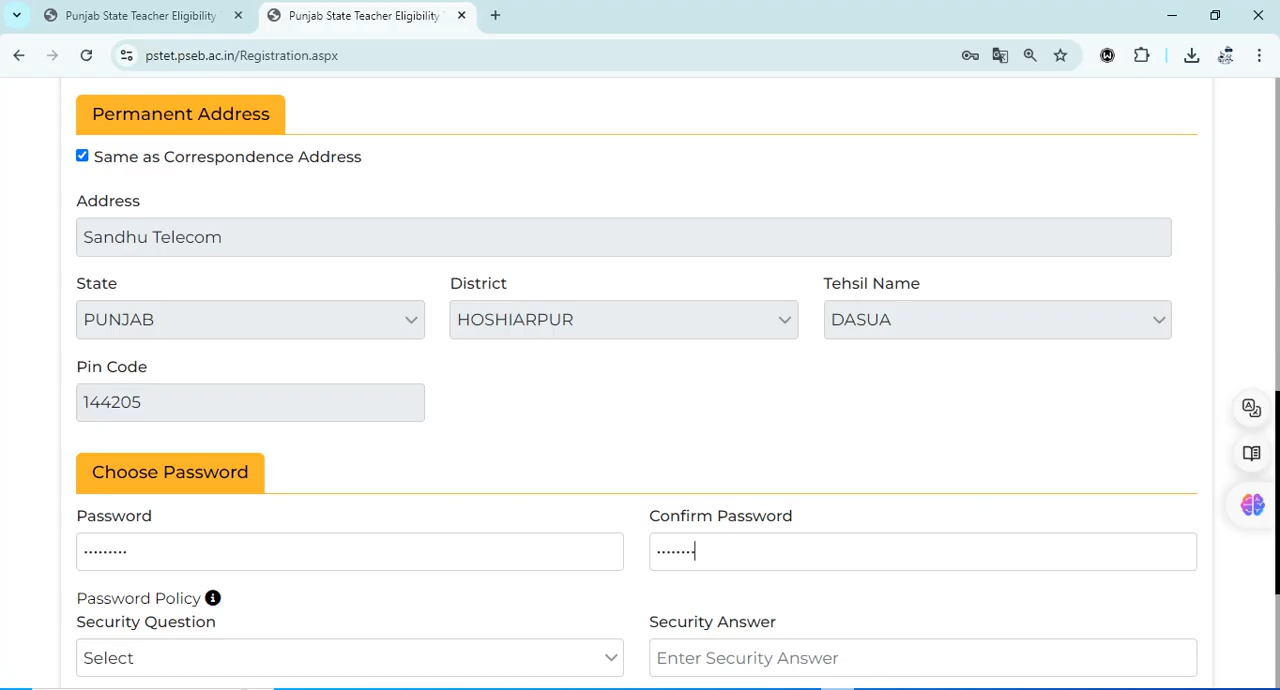 Punjab State Teacher Eligibility
Punjab State Teacher Eligibility
pstet.pseb.ac.in/Registration.aspx
Permanent Address
Same as Correspondence Address
Address
Sandhu Telecom
State
District
Tehsil Name
PUNJAB
HOSHIARPUR
DASUA
Pin Code
144205
Choose Password
Password
Confirm Password
•••••••••
••••••••
Password Policy
Security Question
Security Answer
Select
Enter Security Answer